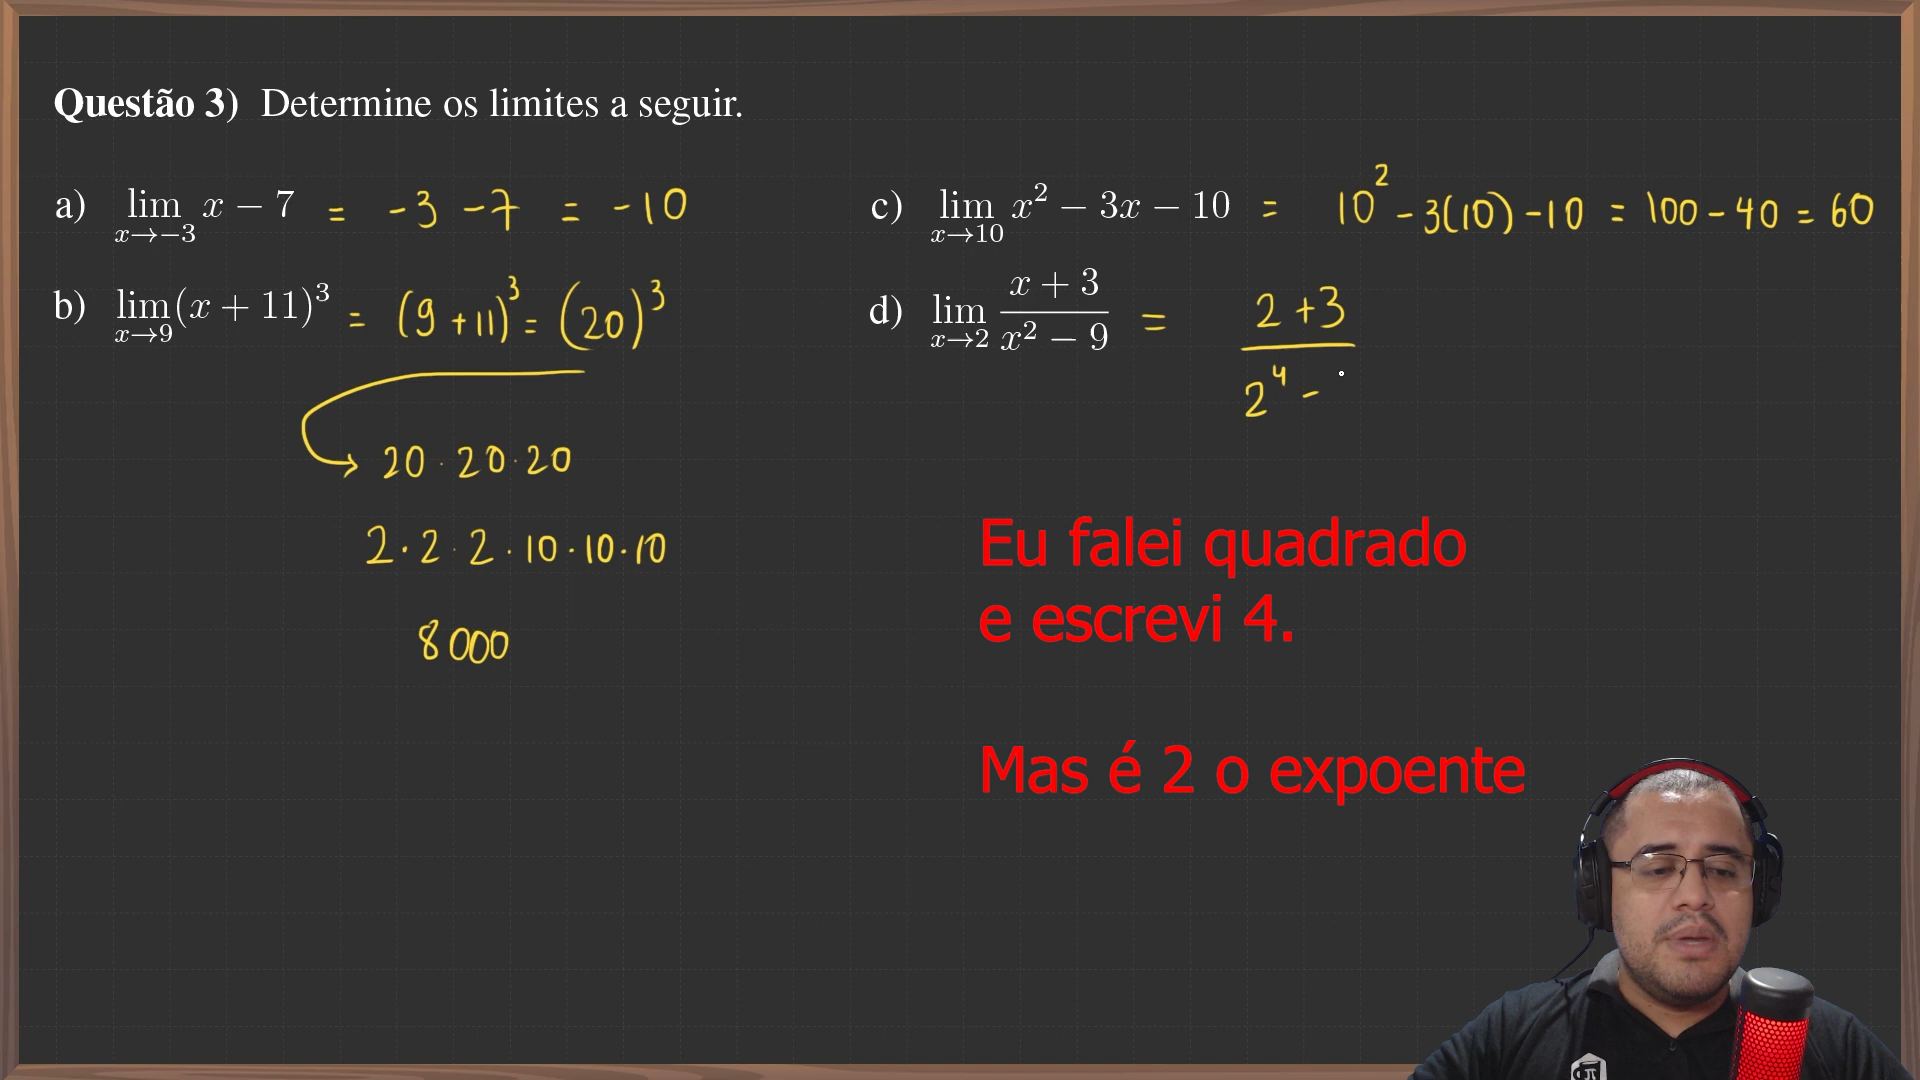 Questão 3) Determine os limites a seguir.
a) lim x→−3 x − 7 = -3 -7 = -10
b) lim x→9 (x + 11)³ = (9 + 11)³ = (20)³
20 · 20 · 20
2 · 2 · 2 · 10 · 10 · 10
8000
c) lim x→10 x² − 3x − 10 = 10² - 3(10) - 10 = 100 - 40 = 60
d) lim x→2 (x + 3)/(x² − 9) = (2 + 3)/(2⁴ -
Eu falei quadrado
e escrevi 4.
Mas é 2 o expoente
π